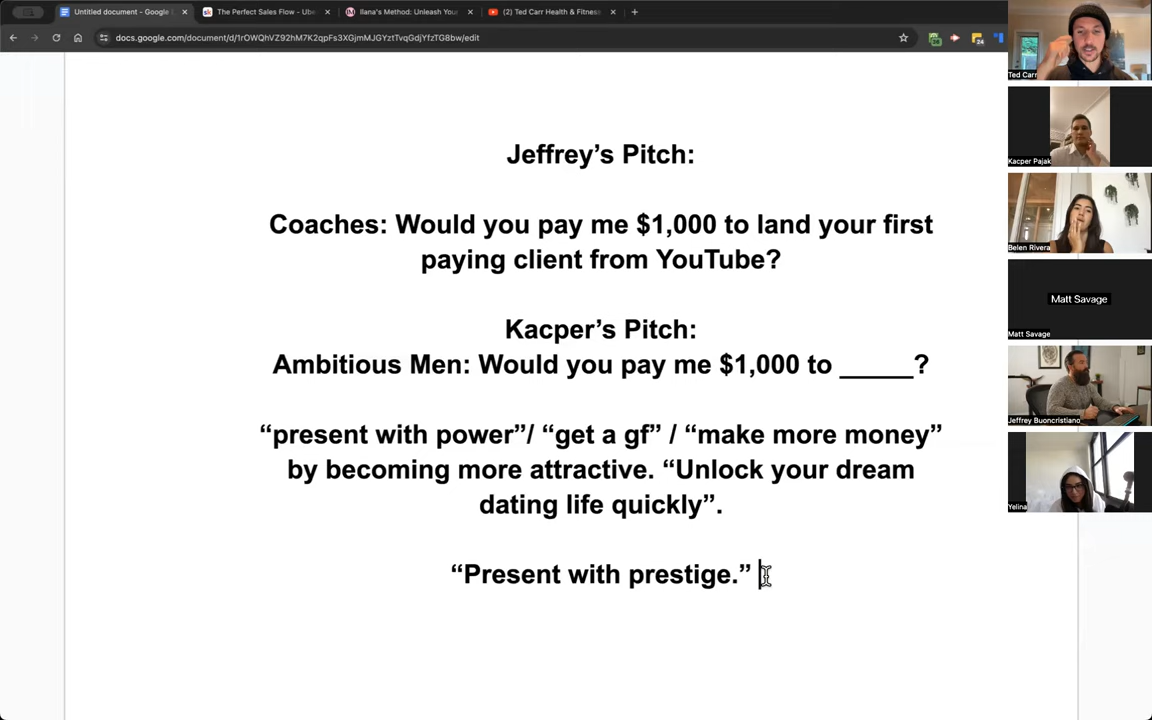 Untitled document - Google
The Perfect Sales Flow - Ube
Ilana's Method: Unleash You
(2) Ted Carr Health & Fitness
docs.google.com/document/d/1rOWQhVZ92hM7K2qpFs3XGjmMJGYztTvqGdjYfzTG8bw/edit
24
Jeffrey’s Pitch:
Coaches: Would you pay me $1,000 to land your first
paying client from YouTube?
Kacper’s Pitch:
Ambitious Men: Would you pay me $1,000 to _____?
“present with power”/ “get a gf” / “make more money”
by becoming more attractive. “Unlock your dream
dating life quickly”.
“Present with prestige.”
Ted Carr
Kacper Pajak
Belen Rivera
Matt Savage
Matt Savage
Jeffrey Buoncristiano
Yelina